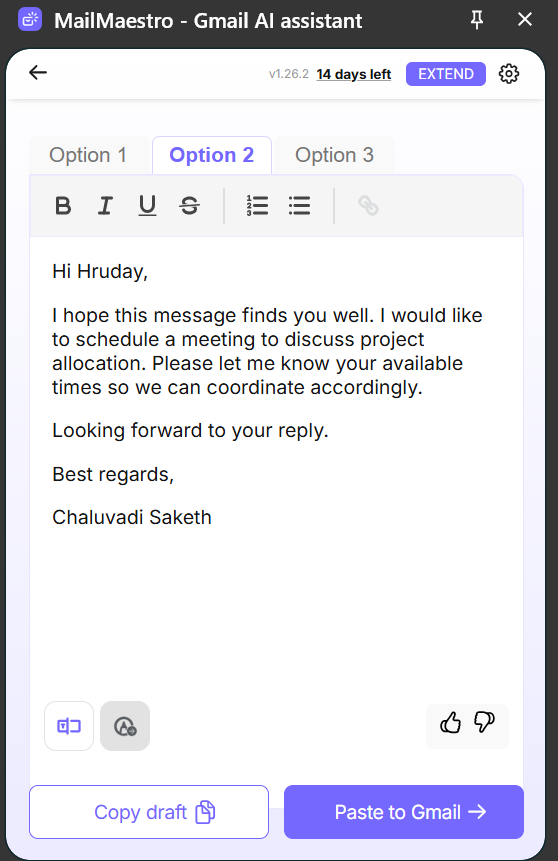 MailMaestro - Gmail AI assistant
v1.26.2 14 days left EXTEND
Option 1 Option 2 Option 3
B I U S
Hi Hruday,
I hope this message finds you well. I would like
to schedule a meeting to discuss project
allocation. Please let me know your available
times so we can coordinate accordingly.
Looking forward to your reply.
Best regards,
Chaluvadi Saketh
Copy draft Paste to Gmail